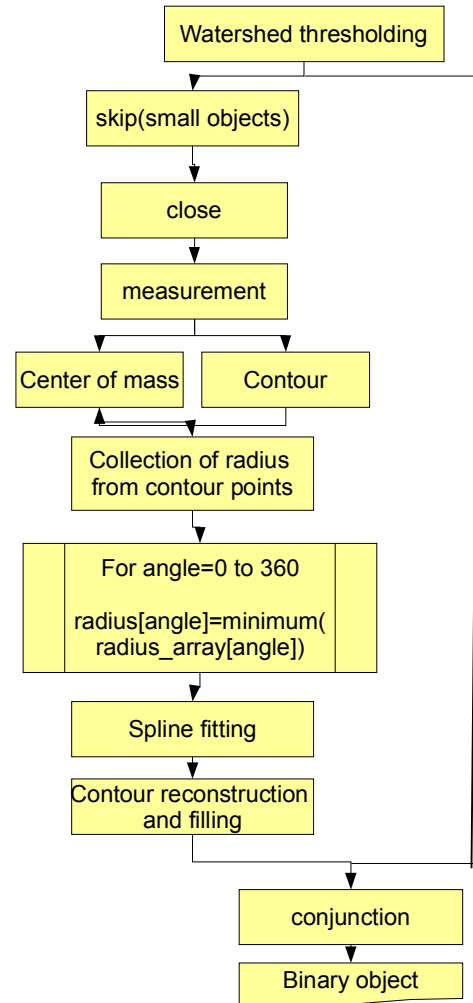 Watershed thresholding
skip(small objects)
close
measurement
Center of mass
Contour
Collection of radius
from contour points
For angle=0 to 360
radius[angle]=minimum(
radius_array[angle])
Spline fitting
Contour reconstruction
and filling
conjunction
Binary object